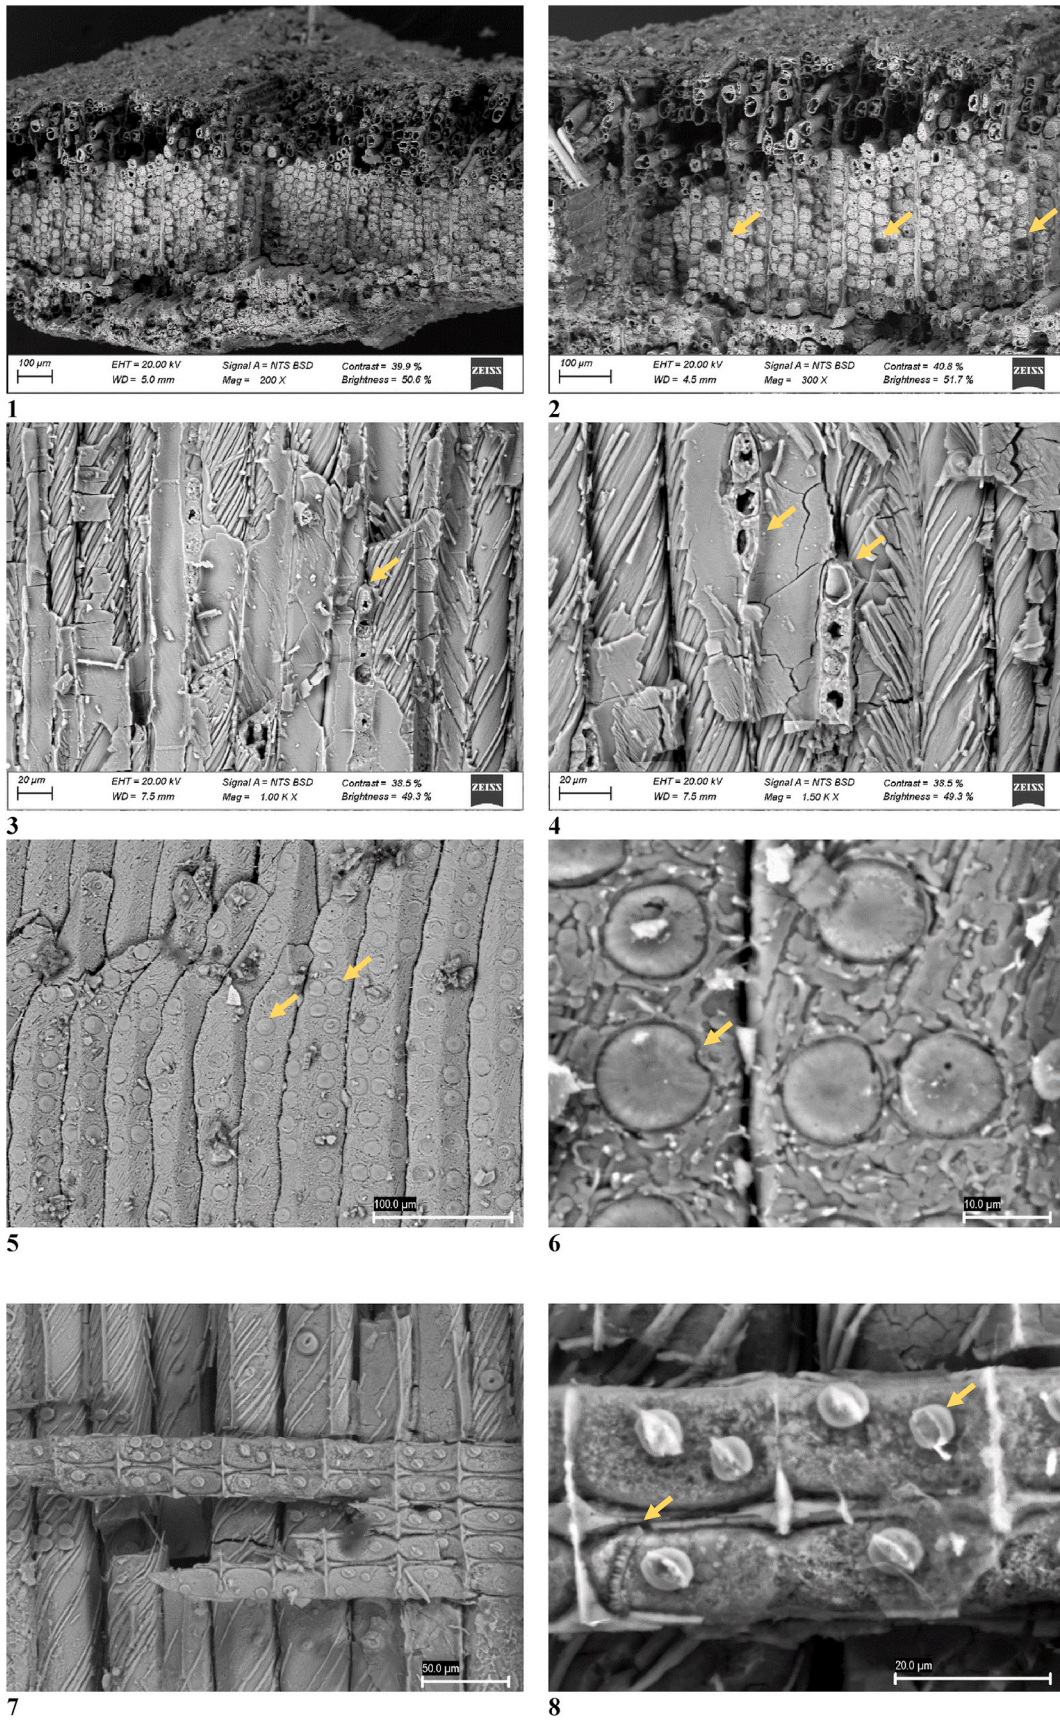 100 µm
EHT = 20.00 kV
Signal A = NTS BSD
Contrast = 39.9 %
WD = 5.0 mm
Mag = 200 X
Brightness = 50.6 %
ZEISS
1
100 µm
EHT = 20.00 kV
Signal A = NTS BSD
Contrast = 40.8 %
WD = 4.5 mm
Mag = 300 X
Brightness = 51.7 %
ZEISS
2
20 µm
EHT = 20.00 kV
Signal A = NTS BSD
Contrast = 38.5 %
WD = 7.5 mm
Mag = 1.00 K X
Brightness = 49.3 %
ZEISS
3
20 µm
EHT = 20.00 kV
Signal A = NTS BSD
Contrast = 38.5 %
WD = 7.5 mm
Mag = 1.50 K X
Brightness = 49.3 %
ZEISS
4
100.0 µm
5
10.0 µm
6
50.0 µm
7
20.0 µm
8